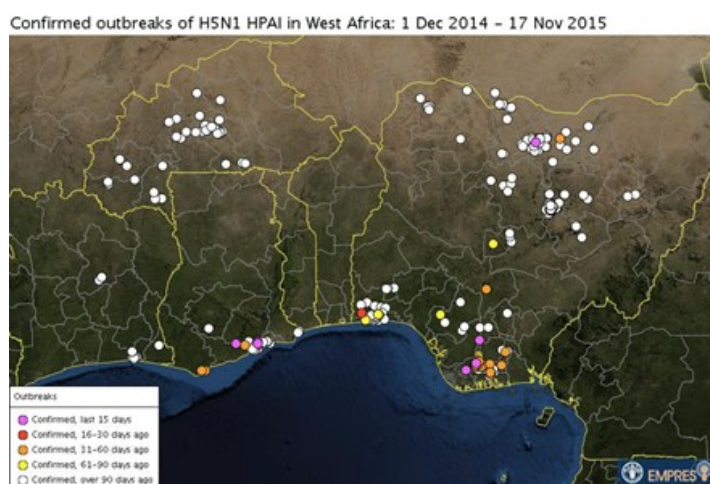 Confirmed outbreaks of H5N1 HPAI in West Africa: 1 Dec 2014 - 17 Nov 2015
Outbreaks
Confirmed, last 15 days
Confirmed, 16-30 days ago
Confirmed, 31-60 days ago
Confirmed, 61-90 days ago
Confirmed, over 90 days ago
EMPRES